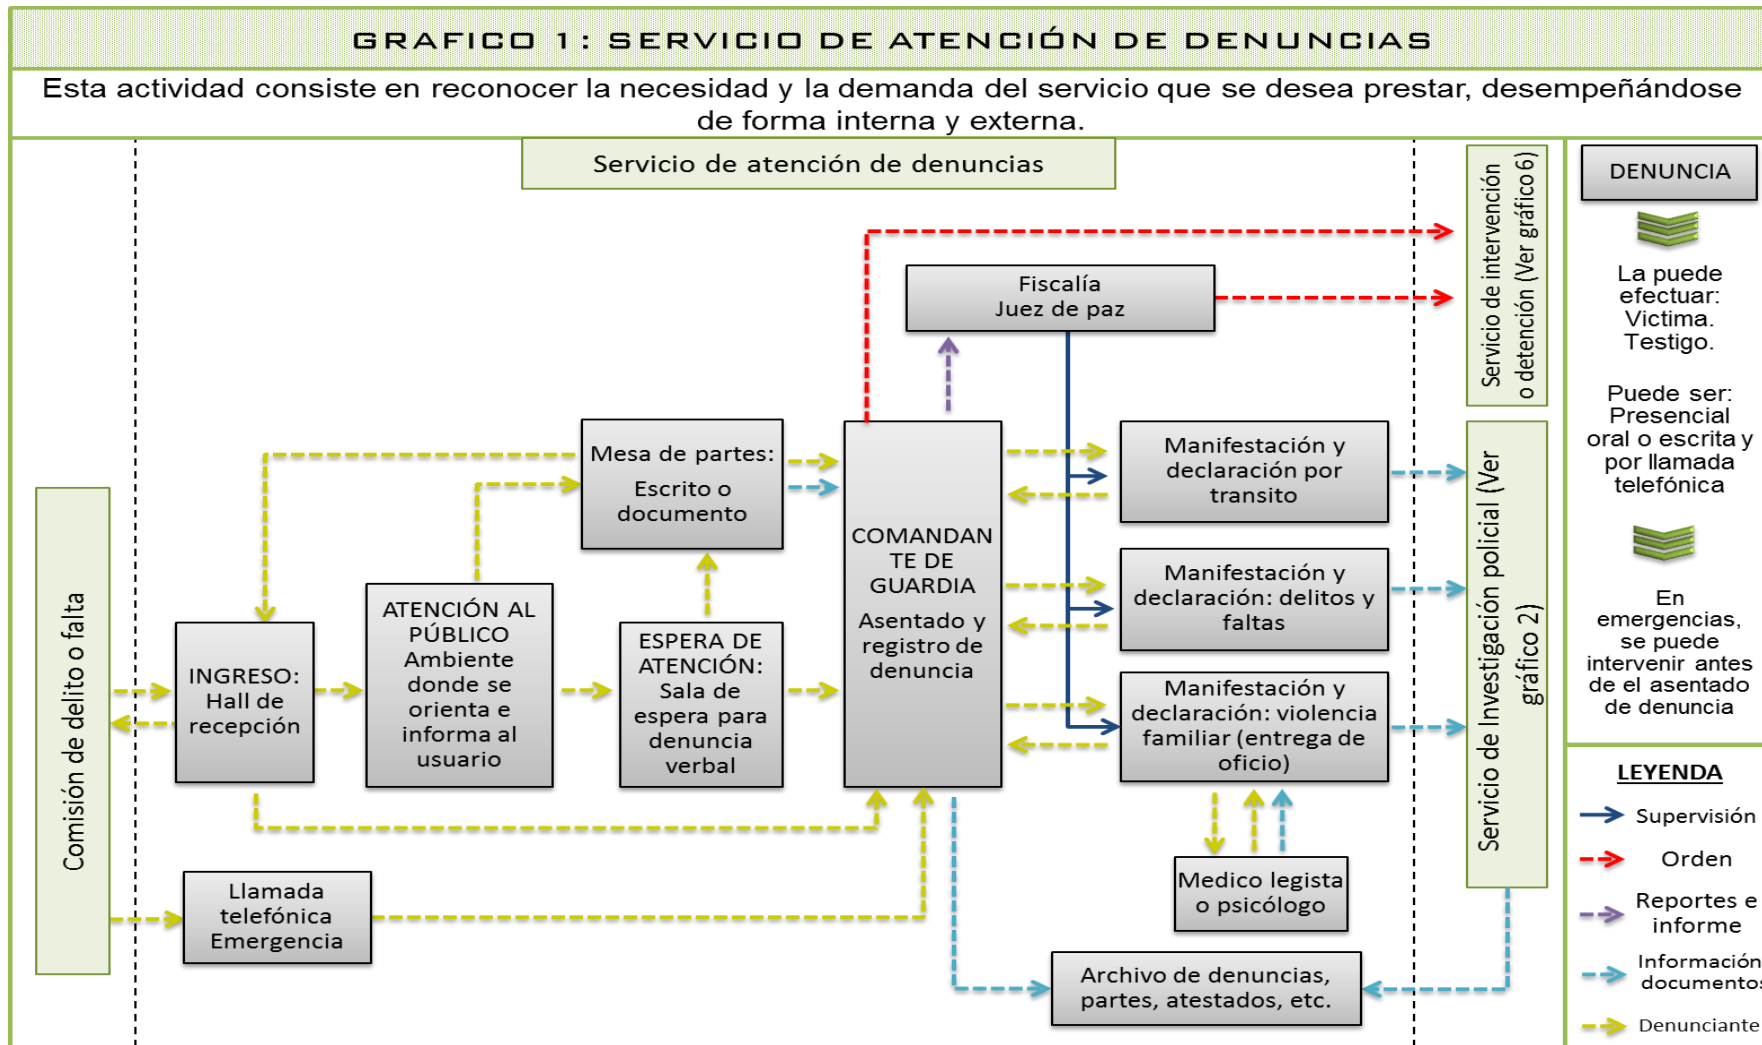 GRAFICO 1: SERVICIO DE ATENCIÓN DE DENUNCIAS
Esta actividad consiste en reconocer la necesidad y la demanda del servicio que se desea prestar, desempeñándose
de forma interna y externa.
Servicio de atención de denuncias
Comisión de delito o falta
INGRESO:
Hall de
recepción
Llamada
telefónica
Emergencia
ATENCIÓN AL
PÚBLICO
Ambiente
donde se
orienta e
informa al
usuario
Mesa de partes:
Escrito o
documento
ESPERA DE
ATENCIÓN:
Sala de
espera para
denuncia
verbal
COMANDAN
TE DE
GUARDIA
Asentado y
registro de
denuncia
Fiscalía
Juez de paz
Manifestación y
declaración por
transito
Manifestación y
declaración: delitos y
faltas
Manifestación y
declaración: violencia
familiar (entrega de
oficio)
Medico legista
o psicólogo
Archivo de denuncias,
partes, atestados, etc.
Servicio de intervención
o detención (Ver gráfico 6)
Servicio de Investigación policial (Ver
gráfico 2)
DENUNCIA
La puede
efectuar:
Victima.
Testigo.
Puede ser:
Presencial
oral o escrita y
por llamada
telefónica
En
emergencias,
se puede
intervenir antes
de el asentado
de denuncia
LEYENDA
Supervisión
Orden
Reportes e
informe
Información
documentos
Denunciante